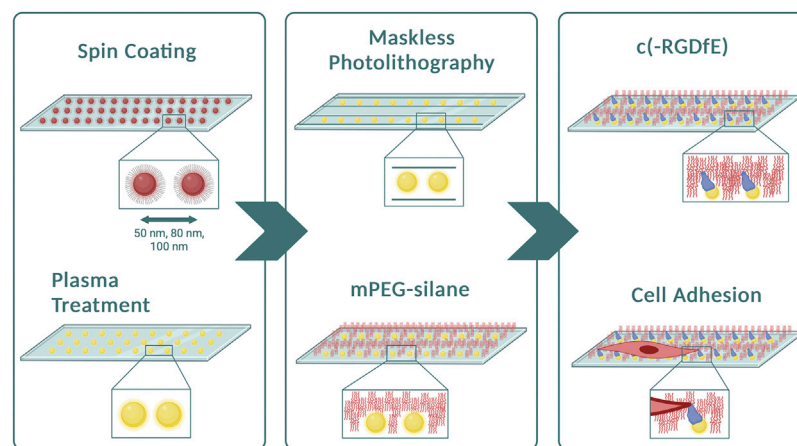 Spin Coating
50 nm, 80 nm,
100 nm
Plasma
Treatment
Maskless
Photolithography
mPEG-silane
c(-RGDfE)
Cell Adhesion